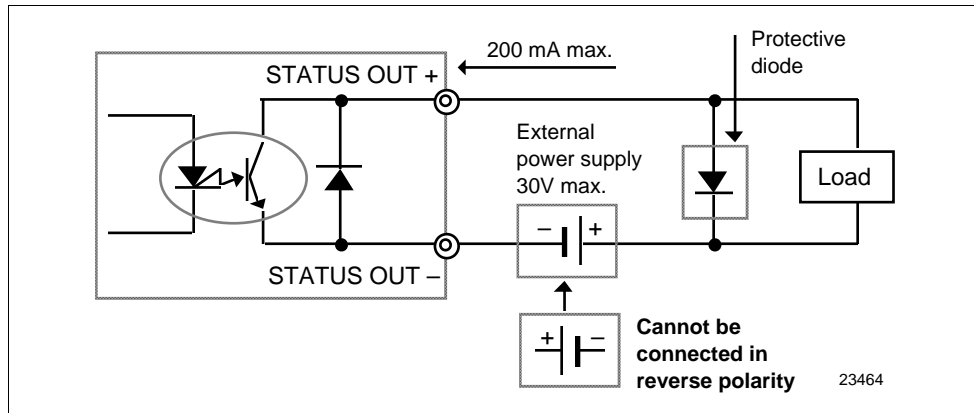 STATUS OUT +
200 mA max.
Protective
diode
External
power supply
30V max.
Load
– +
STATUS OUT –
+ –
Cannot be
connected in
reverse polarity
23464